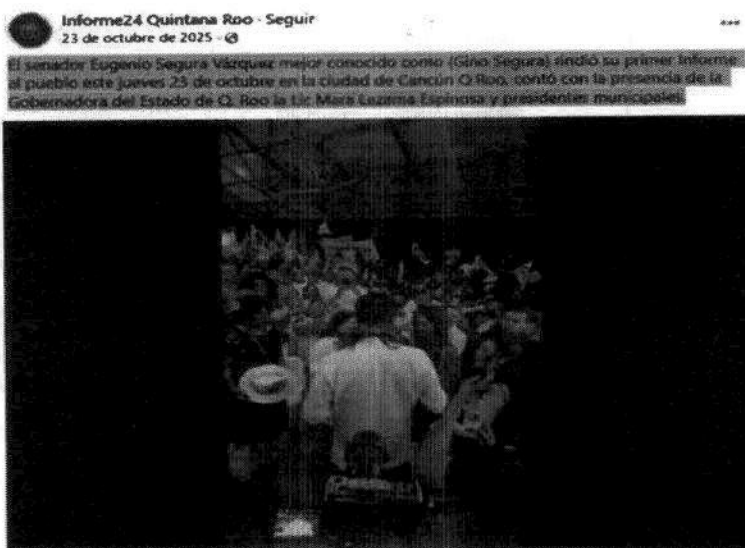 Informe24 Quintana Roo · Seguir
23 de octubre de 2025
El senador Eugenio Segura Vázquez mejor conocido como (Gino Segura) rindió su primer Informe
al pueblo este jueves 23 de octubre en la ciudad de Cancún Q Roo, contó con la presencia de la
Gobernadora del Estado de Q. Roo la Lic Mara Lezama Espinosa y presidentes municipales.